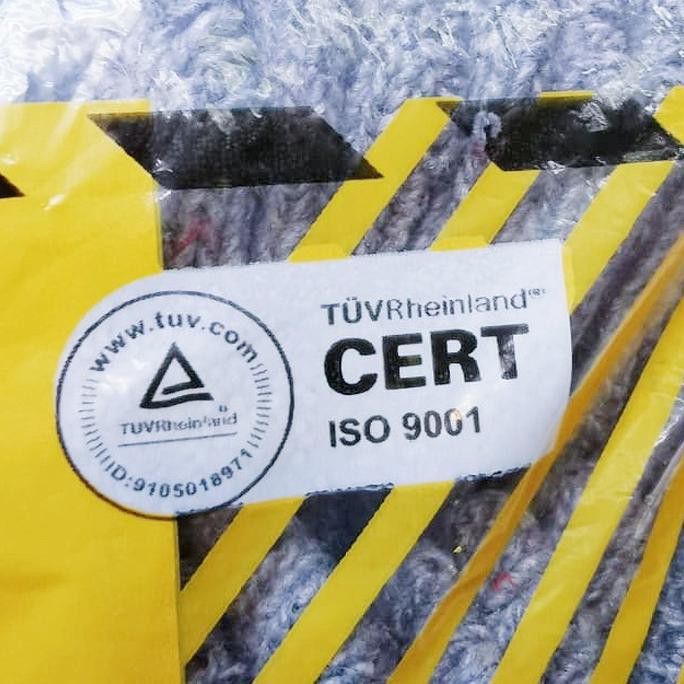 www.tuv.com
TÜVRheinland®
ID:9105018971
TÜVRheinland®
CERT
ISO 9001